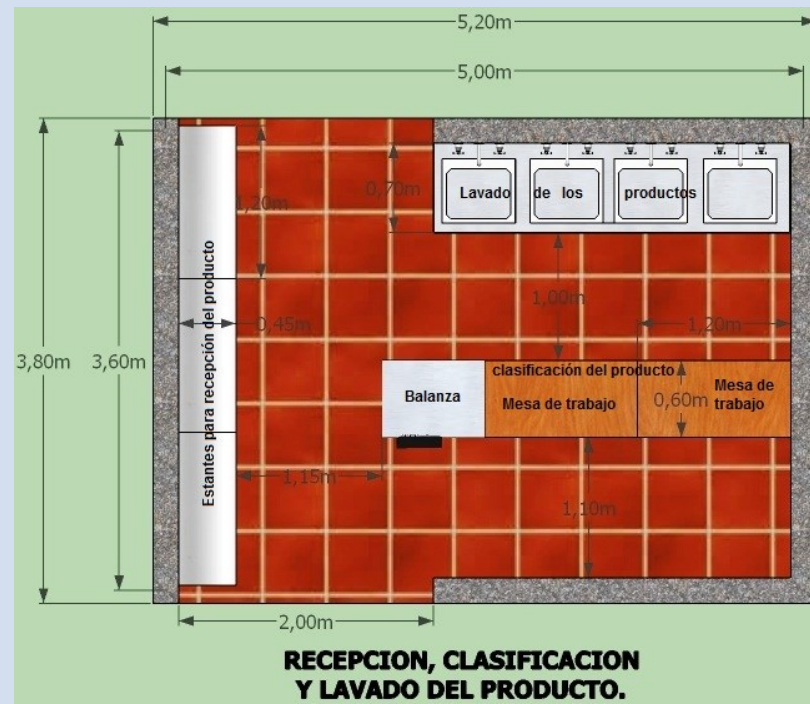 5,20m
5,00m
3,80m
3,60m
1,20m
0,70m
Lavado de los productos
1,00m
0,45m
1,20m
Estantes para recepción del producto
clasificación del producto
Balanza
Mesa de trabajo
0,60m
Mesa de
trabajo
1,15m
1,10m
2,00m
RECEPCION, CLASIFICACION
Y LAVADO DEL PRODUCTO.